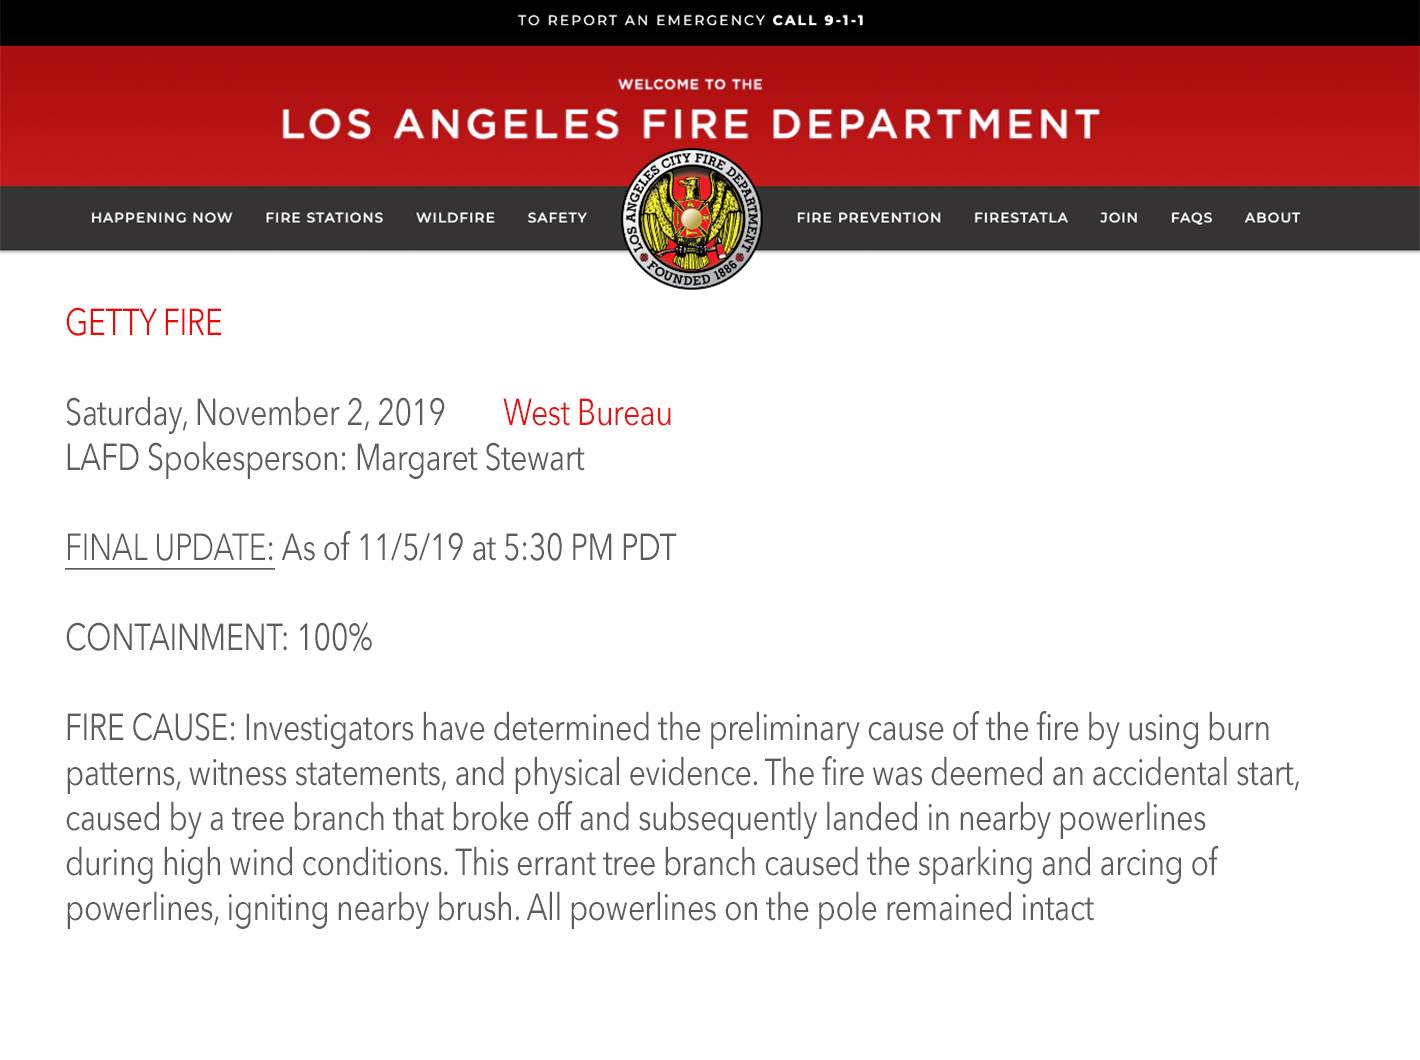 TO REPORT AN EMERGENCY CALL 9-1-1
WELCOME TO THE
LOS ANGELES FIRE DEPARTMENT
HAPPENING NOW FIRE STATIONS WILDFIRE SAFETY FIRE PREVENTION FIRESTATLA JOIN FAQS ABOUT
LOS ANGELES CITY FIRE DEPARTMENT
FOUNDED 1886
GETTY FIRE
Saturday, November 2, 2019 West Bureau
LAFD Spokesperson: Margaret Stewart
FINAL UPDATE: As of 11/5/19 at 5:30 PM PDT
CONTAINMENT: 100%
FIRE CAUSE: Investigators have determined the preliminary cause of the fire by using burn
patterns, witness statements, and physical evidence. The fire was deemed an accidental start,
caused by a tree branch that broke off and subsequently landed in nearby powerlines
during high wind conditions. This errant tree branch caused the sparking and arcing of
powerlines, igniting nearby brush. All powerlines on the pole remained intact